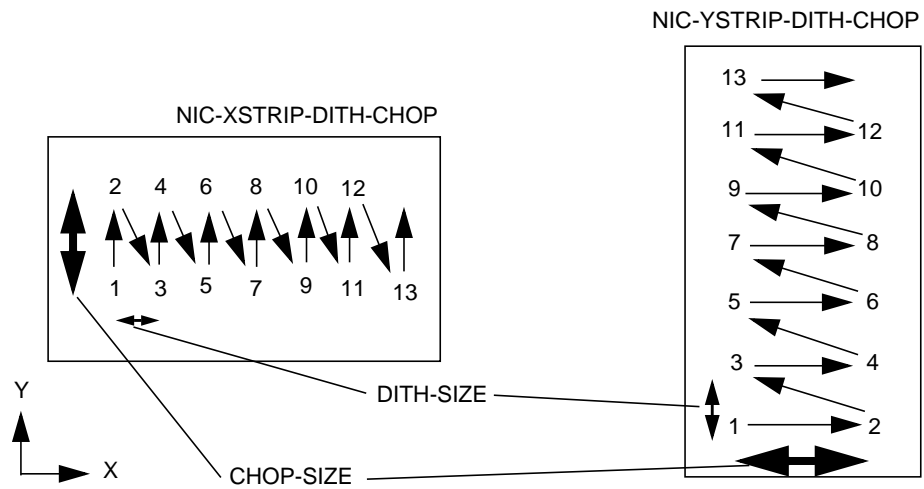 NIC-XSTRIP-DITH-CHOP
2 4 6 8 10 12
1 3 5 7 9 11 13
NIC-YSTRIP-DITH-CHOP
13
11 12
9 10
7 8
5 6
3 4
1 2
DITH-SIZE
CHOP-SIZE
Y
X